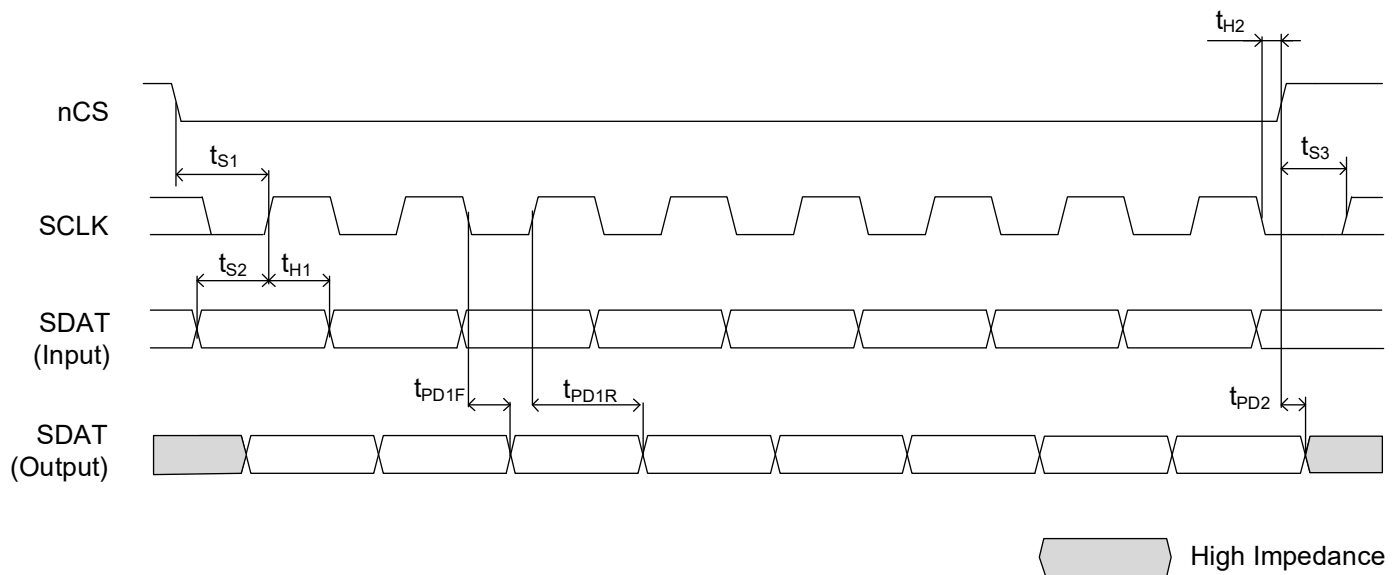 tH2
nCS
tS1
tS3
SCLK
tS2
tH1
SDAT
(Input)
tPD1F
tPD1R
tPD2
SDAT
(Output)
High Impedance